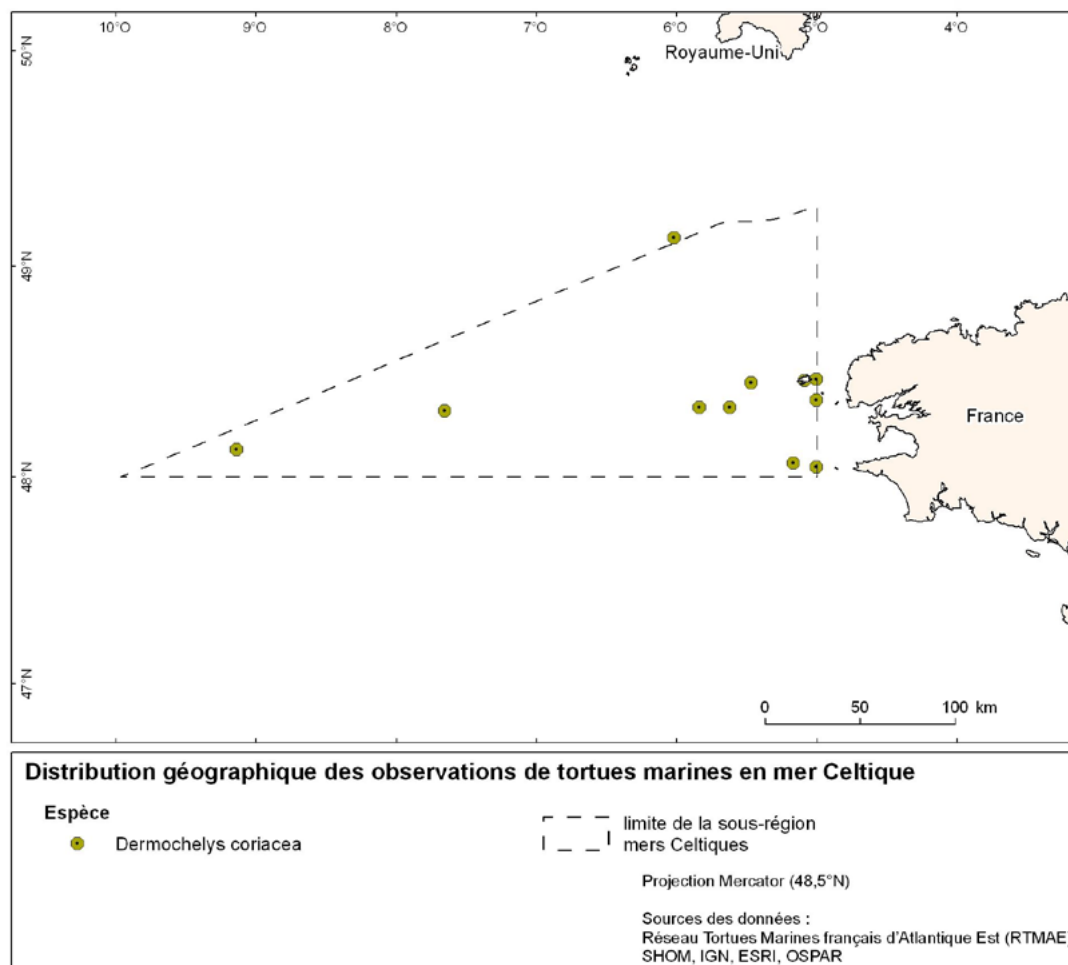 10°O 9°O 8°O 7°O 6°O 5°O 4°O
50°N
Royaume-Uni
49°N
France
48°N
47°N
0 50 100 km
Distribution géographique des observations de tortues marines en mer Celtique
Espèce
Dermochelys coriacea
limite de la sous-région
mers Celtiques
Projection Mercator (48,5°N)
Sources des données :
Réseau Tortues Marines français d'Atlantique Est (RTMAE)
SHOM, IGN, ESRI, OSPAR